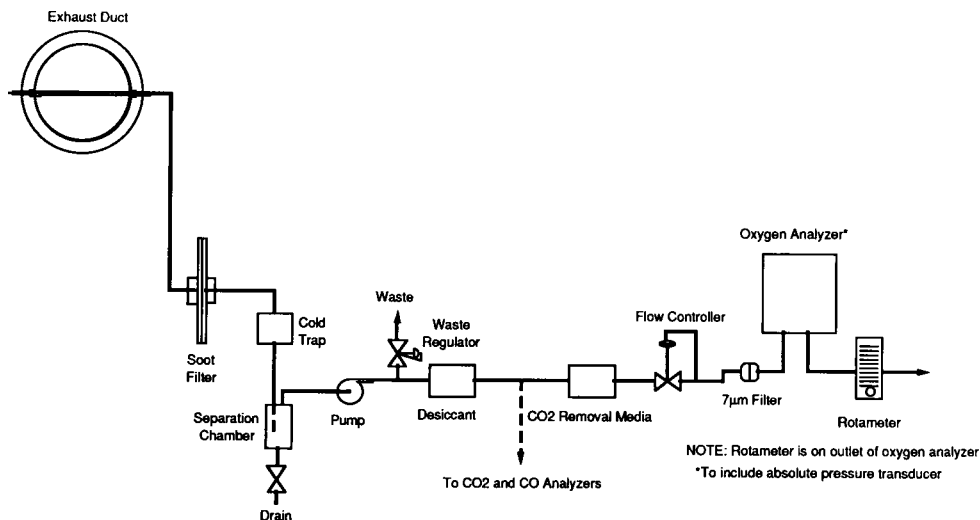 Exhaust Duct
Oxygen Analyzer*
Waste
Waste
Regulator
Flow Controller
Cold
Trap
Soot
Filter
Separation
Chamber
Pump
Desiccant
CO2 Removal Media
7µm Filter
Rotameter
NOTE: Rotameter is on outlet of oxygen analyzer
*To include absolute pressure transducer
To CO2 and CO Analyzers
Drain